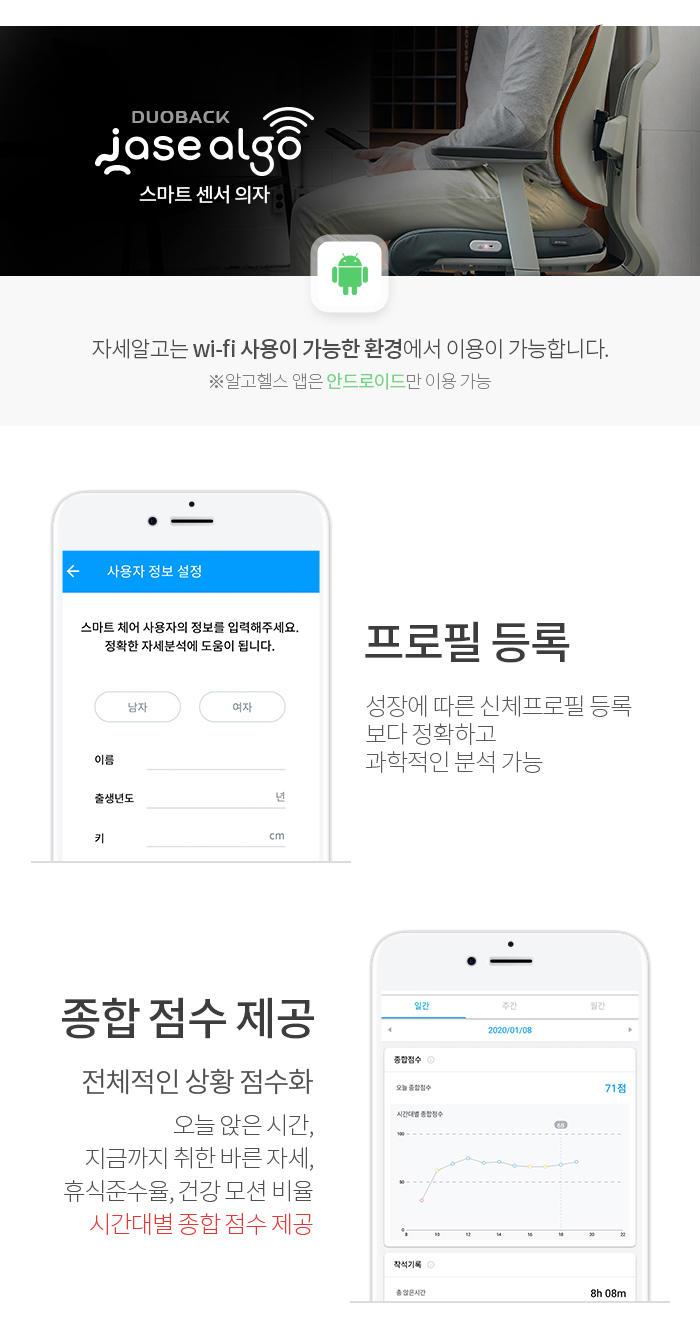 DUOBACK
jase algo
스마트 센서 의자
자세알고는 wi-fi 사용이 가능한 환경에서 이용이 가능합니다.
※알고헬스 앱은 안드로이드만 이용 가능
사용자 정보 설정
스마트 체어 사용자의 정보를 입력해주세요.
정확한 자세분석에 도움이 됩니다.
남자 여자
이름
출생년도 년
키 cm
프로필 등록
성장에 따른 신체프로필 등록
보다 정확하고
과학적인 분석 가능
종합 점수 제공
전체적인 상황 점수화
오늘 앉은 시간,
지금까지 취한 바른 자세,
휴식준수율, 건강 모션 비율
시간대별 종합 점수 제공
일간 주간 월간
2020/01/08
종합점수
오늘 종합점수 71점
시간대별 종합점수
68
100
50
0
8 10 12 14 16 18 20 22
착석기록
총 앉은시간 8h 08m